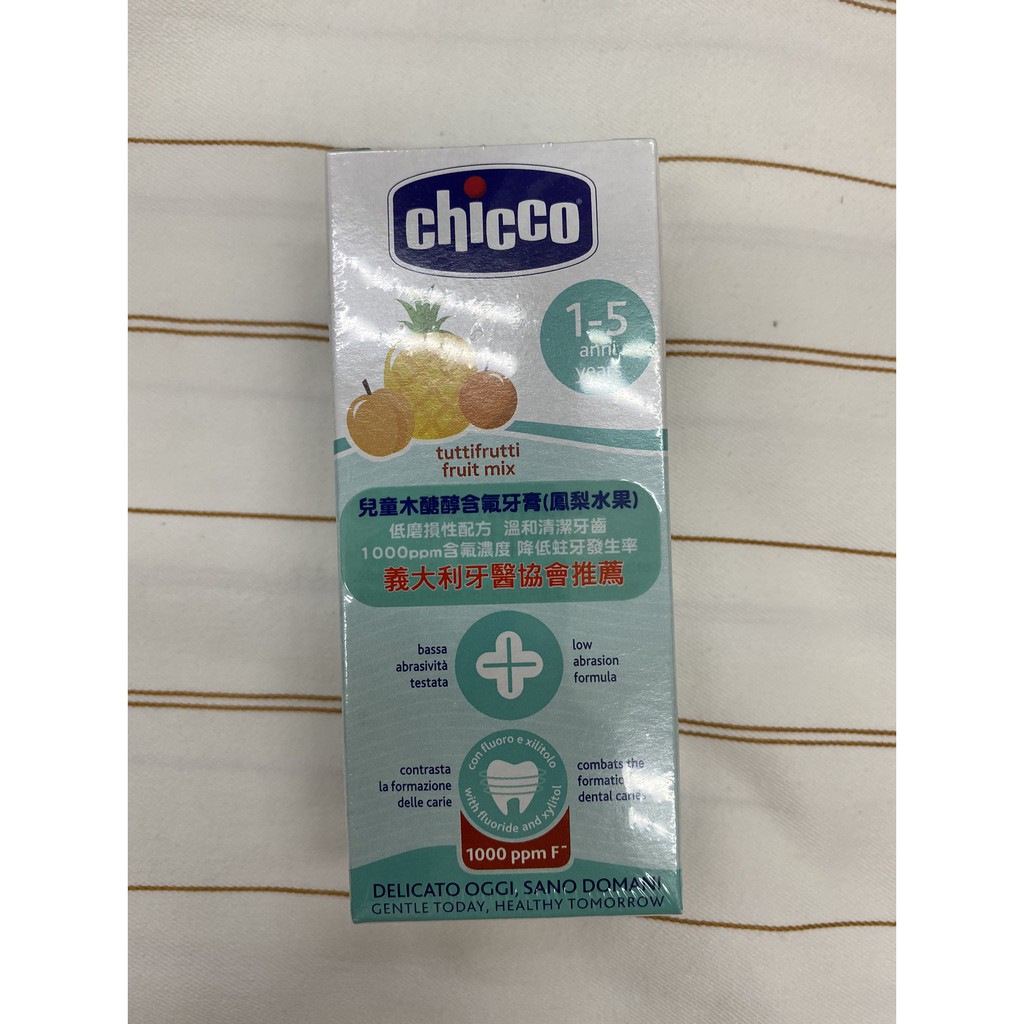 chicco
1-5
anni
years
tuttifrutti
fruit mix
兒童木醣醇含氟牙膏(鳳梨水果)
低磨損性配方 溫和清潔牙齒
1000ppm含氟濃度 降低蛀牙發生率
義大利牙醫協會推薦
bassa
abrasività
testata
low
abrasion
formula
contrasta
la formazione
delle carie
con fluoro e xilitolo
with fluoride and xylitol
combats the
formation
dental caries
1000 ppm F-
DELICATO OGGI, SANO DOMANI
GENTLE TODAY, HEALTHY TOMORROW